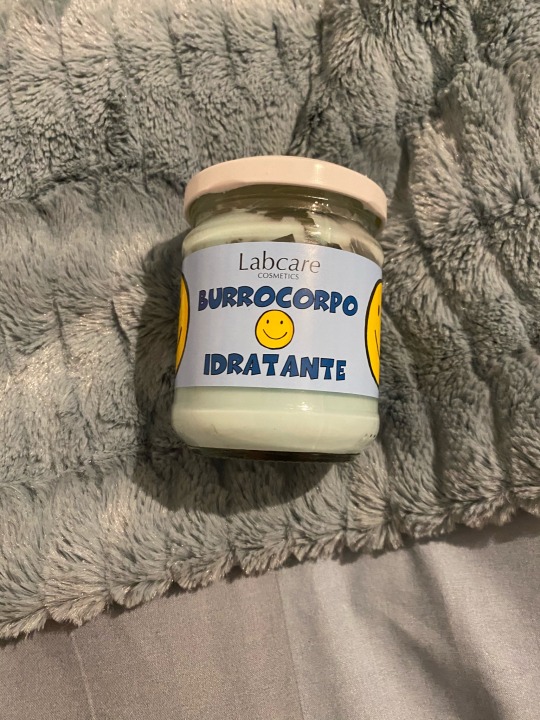 Labcare
COSMETICS
BURROCORPO
IDRATANTE